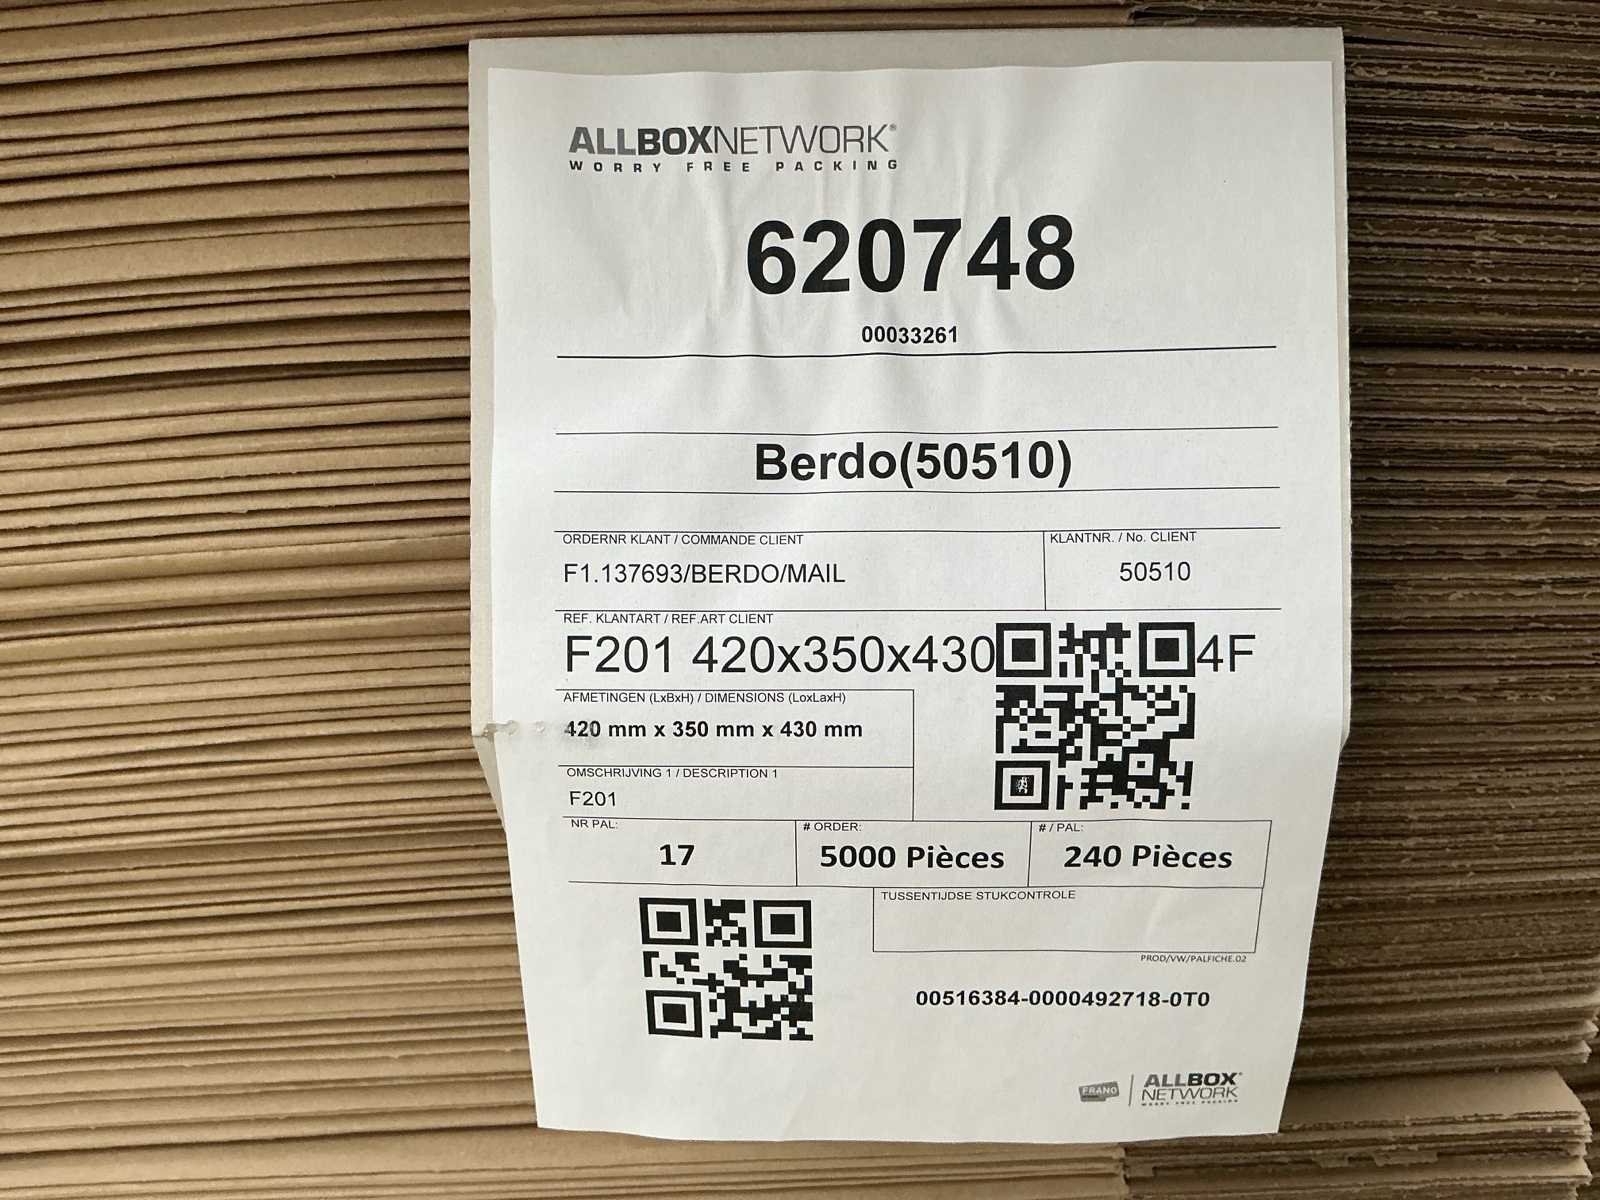 ALLBOXNETWORK®
WORRY FREE PACKING
620748
00033261
Berdo(50510)
ORDERNR KLANT / COMMANDE CLIENT
KLANTNR. / No. CLIENT
F1.137693/BERDO/MAIL
50510
REF. KLANTART / REF.ART CLIENT
F201 420x350x430 4F
AFMETINGEN (LxBxH) / DIMENSIONS (LoxLaxH)
420 mm x 350 mm x 430 mm
OMSCHRIJVING 1 / DESCRIPTION 1
F201
NR PAL:
# ORDER:
# / PAL:
17
5000 Pièces
240 Pièces
TUSSENTIJDSE STUKCONTROLE
PROD/VW/PALFICHE.02
00516384-0000492718-0T0
FRANO
ALLBOX®
NETWORK
WORRY FREE PACKING